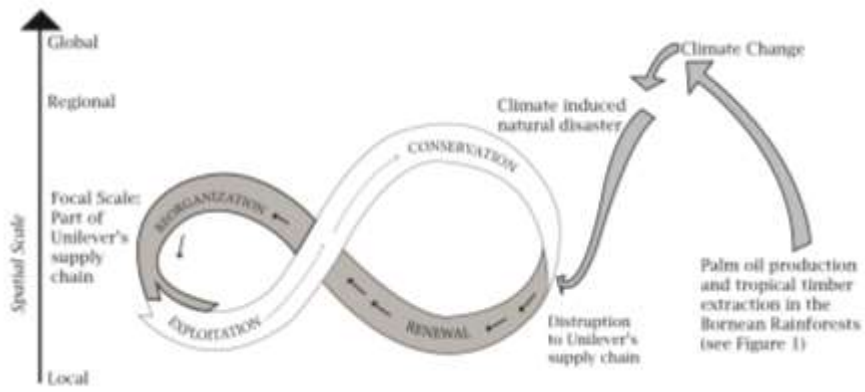 Global
Climate Change
Regional
Climate induced
natural disaster
CONSERVATION
Focal Scale:
Part of
Unilever's
supply
chain
REORGANIZATION
Spatial Scale
EXPLOITATION
RENEWAL
Distruption
to Unilever's
supply chain
Palm oil production
and tropical timber
extraction in the
Bornean Rainforests
(see Figure 1)
Local